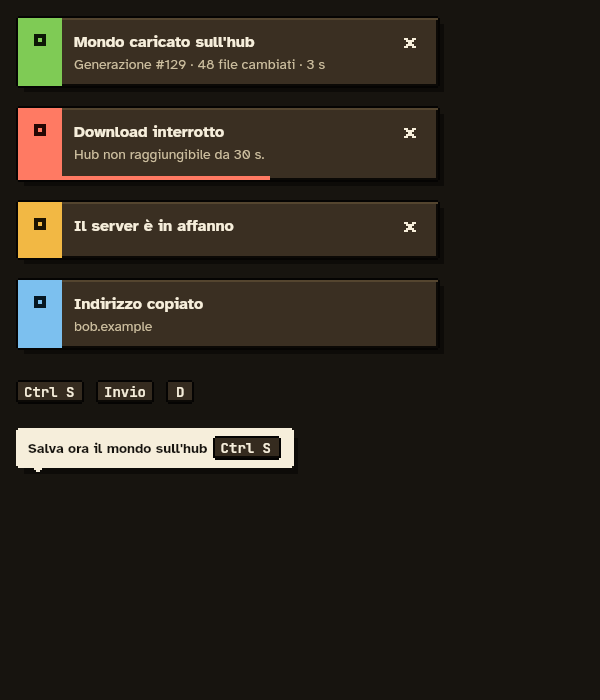 Mondo caricato sull'hub
Generazione #129 · 48 file cambiati · 3 s
Download interrotto
Hub non raggiungibile da 30 s.
Il server è in affanno
Indirizzo copiato
bob.example
Ctrl S Invio D
Salva ora il mondo sull'hub Ctrl S